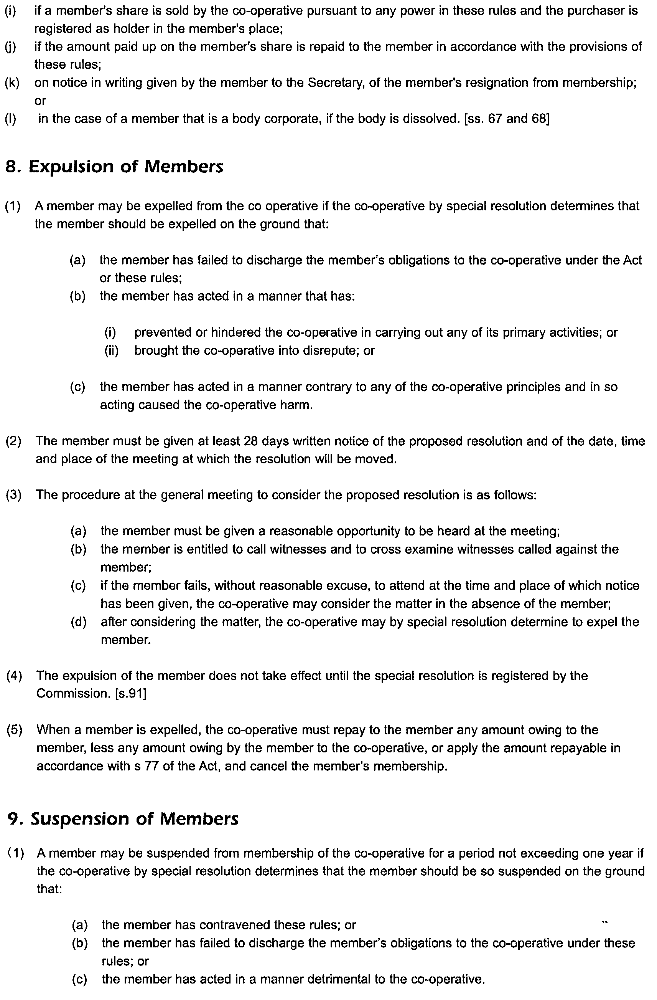 (i) if a member's share is sold by the co-operative pursuant to any power in these rules and the purchaser is
registered as holder in the member's place;
(j) if the amount paid up on the member's share is repaid to the member in accordance with the provisions of
these rules;
(k) on notice in writing given by the member to the Secretary, of the member's resignation from membership;
or
(l) in the case of a member that is a body corporate, if the body is dissolved. [ss. 67 and 68]
8. Expulsion of Members
(1) A member may be expelled from the co operative if the co-operative by special resolution determines that
the member should be expelled on the ground that:
(a) the member has failed to discharge the member's obligations to the co-operative under the Act
or these rules;
(b) the member has acted in a manner that has:
(i) prevented or hindered the co-operative in carrying out any of its primary activities; or
(ii) brought the co-operative into disrepute; or
(c) the member has acted in a manner contrary to any of the co-operative principles and in so
acting caused the co-operative harm.
(2) The member must be given at least 28 days written notice of the proposed resolution and of the date, time
and place of the meeting at which the resolution will be moved.
(3) The procedure at the general meeting to consider the proposed resolution is as follows:
(a) the member must be given a reasonable opportunity to be heard at the meeting;
(b) the member is entitled to call witnesses and to cross examine witnesses called against the
member;
(c) if the member fails, without reasonable excuse, to attend at the time and place of which notice
has been given, the co-operative may consider the matter in the absence of the member;
(d) after considering the matter, the co-operative may by special resolution determine to expel the
member.
(4) The expulsion of the member does not take effect until the special resolution is registered by the
Commission. [s.91]
(5) When a member is expelled, the co-operative must repay to the member any amount owing to the
member, less any amount owing by the member to the co-operative, or apply the amount repayable in
accordance with s 77 of the Act, and cancel the member's membership.
9. Suspension of Members
(1) A member may be suspended from membership of the co-operative for a period not exceeding one year if
the co-operative by special resolution determines that the member should be so suspended on the ground
that:
(a) the member has contravened these rules; or
(b) the member has failed to discharge the member's obligations to the co-operative under these
rules; or
(c) the member has acted in a manner detrimental to the co-operative.